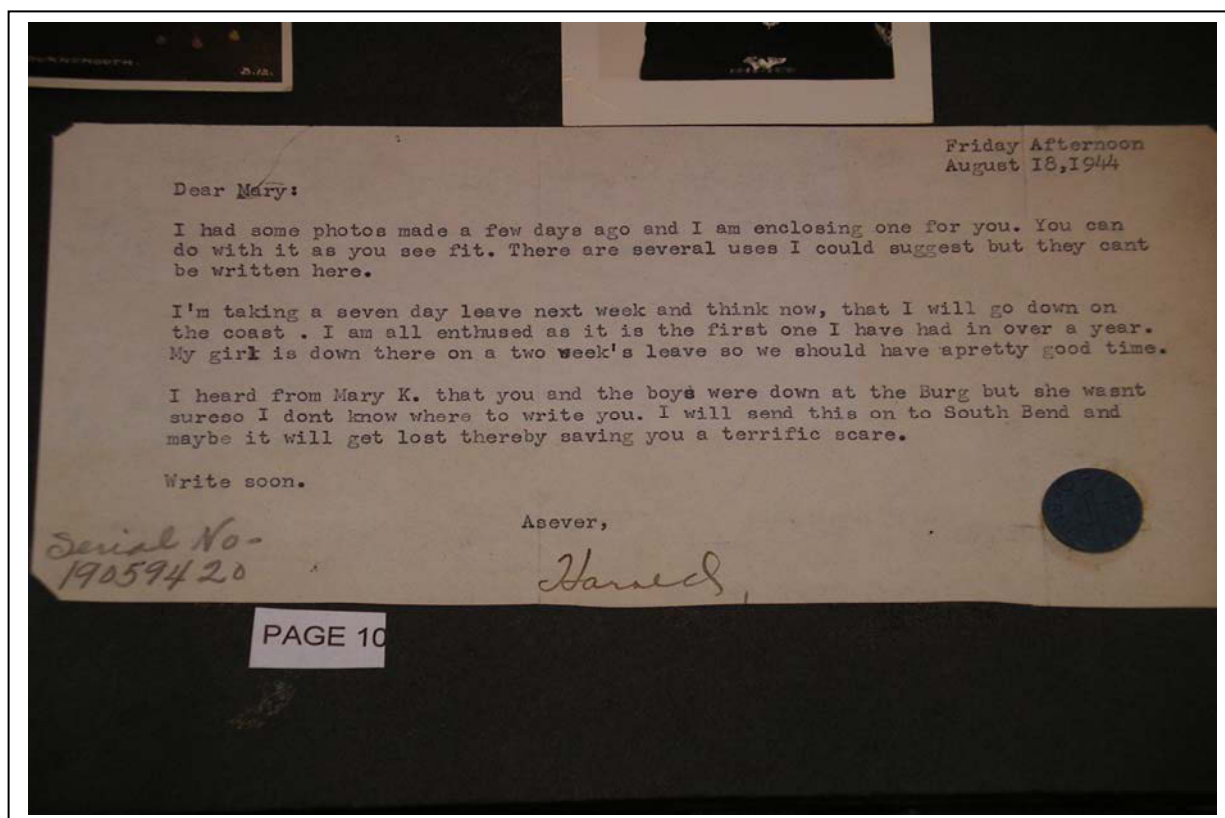 BOURNEMOUTH.
D.12.
Friday Afternoon
August 18,1944
Dear Mary:
I had some photos made a few days ago and I am enclosing one for you. You can
do with it as you see fit. There are several uses I could suggest but they cant
be written here.
I'm taking a seven day leave next week and think now, that I will go down on
the coast . I am all enthused as it is the first one I have had in over a year.
My girl is down there on a two week's leave so we should have apretty good time.
I heard from Mary K. that you and the boys were down at the Burg but she wasnt
sureso I dont know where to write you. I will send this on to South Bend and
maybe it will get lost thereby saving you a terrific scare.
Write soon.
Asever,
Harold
Serial No-
19059420
PAGE 10